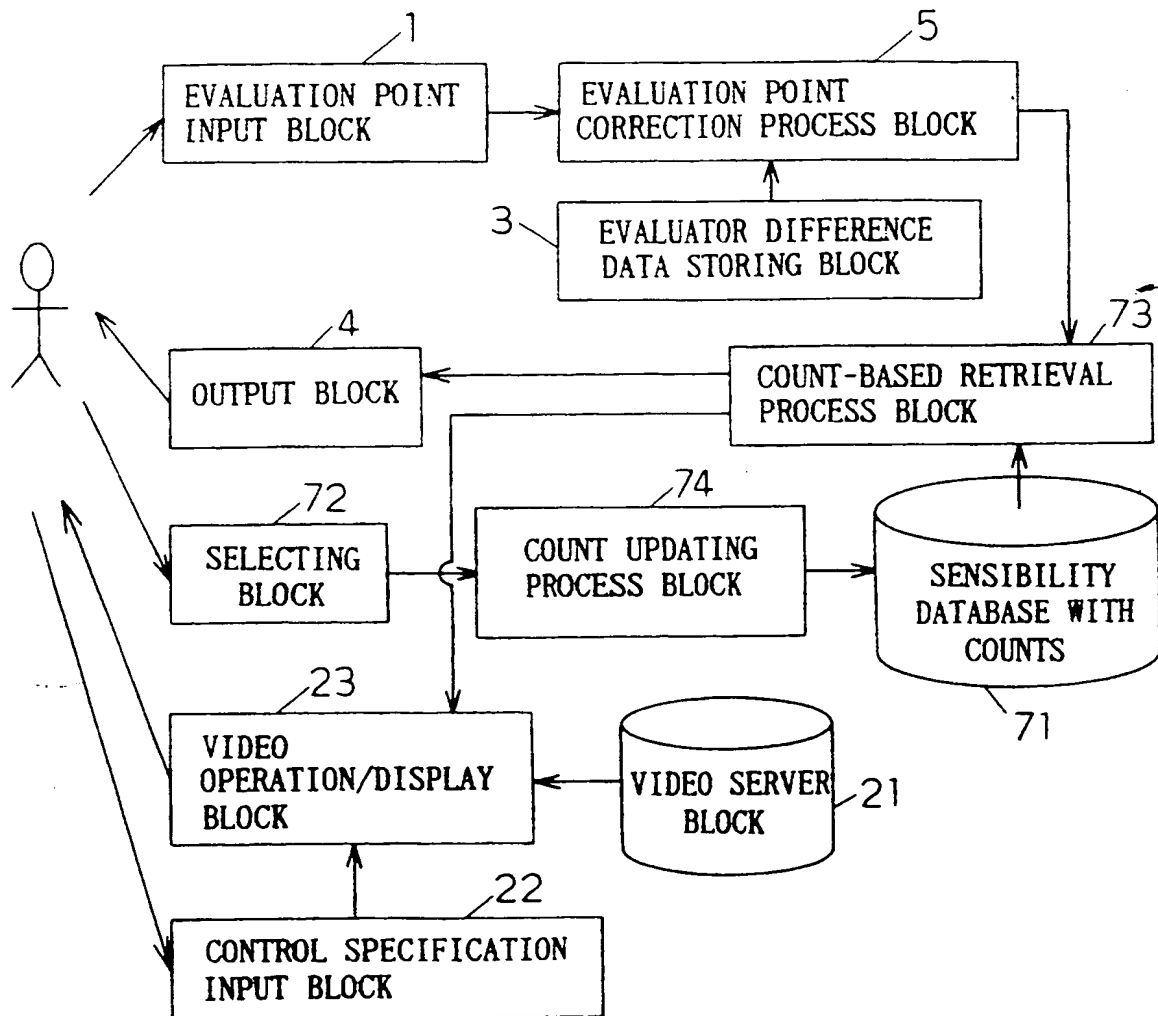 1
EVALUATION POINT
INPUT BLOCK
5
EVALUATION POINT
CORRECTION PROCESS BLOCK
3
EVALUATOR DIFFERENCE
DATA STORING BLOCK
4
OUTPUT BLOCK
73
COUNT-BASED RETRIEVAL
PROCESS BLOCK
72
SELECTING
BLOCK
74
COUNT UPDATING
PROCESS BLOCK
SENSIBILITY
DATABASE WITH
COUNTS
71
23
VIDEO
OPERATION/DISPLAY
BLOCK
VIDEO SERVER
BLOCK
21
22
CONTROL SPECIFICATION
INPUT BLOCK